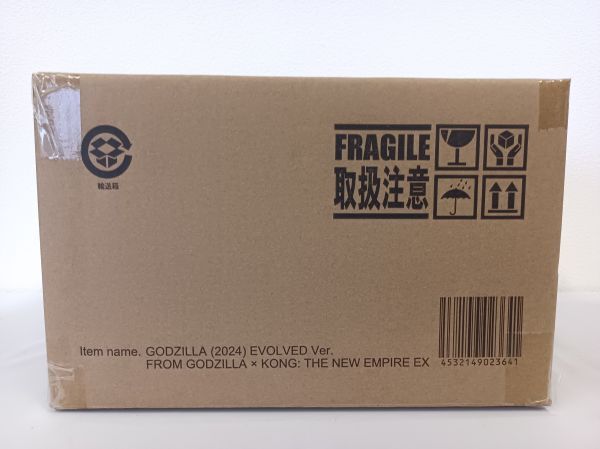 輸送箱
FRAGILE
取扱注意
Item name. GODZILLA (2024) EVOLVED Ver.
FROM GODZILLA × KONG: THE NEW EMPIRE EX
4532149023641